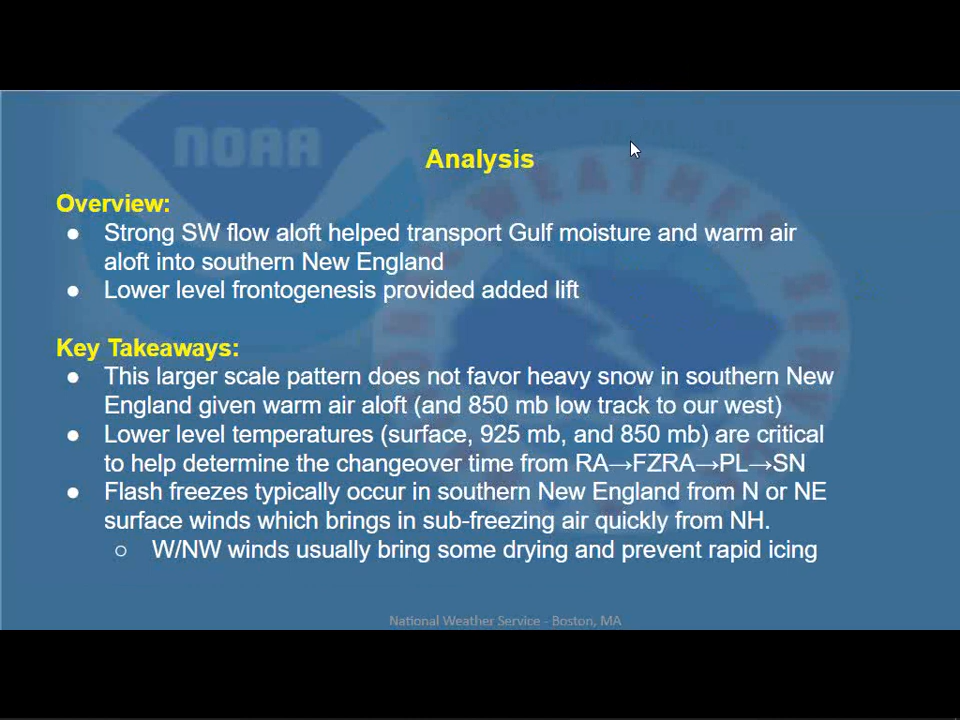 NOAA
Analysis
Overview:
● Strong SW flow aloft helped transport Gulf moisture and warm air
aloft into southern New England
● Lower level frontogenesis provided added lift
Key Takeaways:
● This larger scale pattern does not favor heavy snow in southern New
England given warm air aloft (and 850 mb low track to our west)
● Lower level temperatures (surface, 925 mb, and 850 mb) are critical
to help determine the changeover time from RA→FZRA→PL→SN
● Flash freezes typically occur in southern New England from N or NE
surface winds which brings in sub-freezing air quickly from NH.
○ W/NW winds usually bring some drying and prevent rapid icing
National Weather Service - Boston, MA